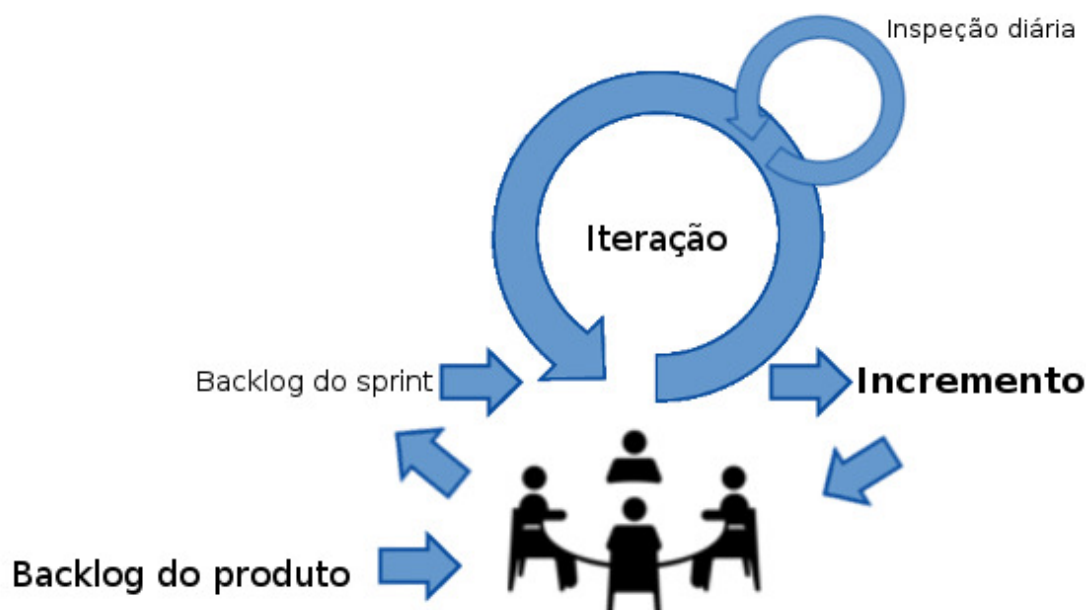 Inspeção diária
Iteração
Backlog do sprint
Incremento
Backlog do produto